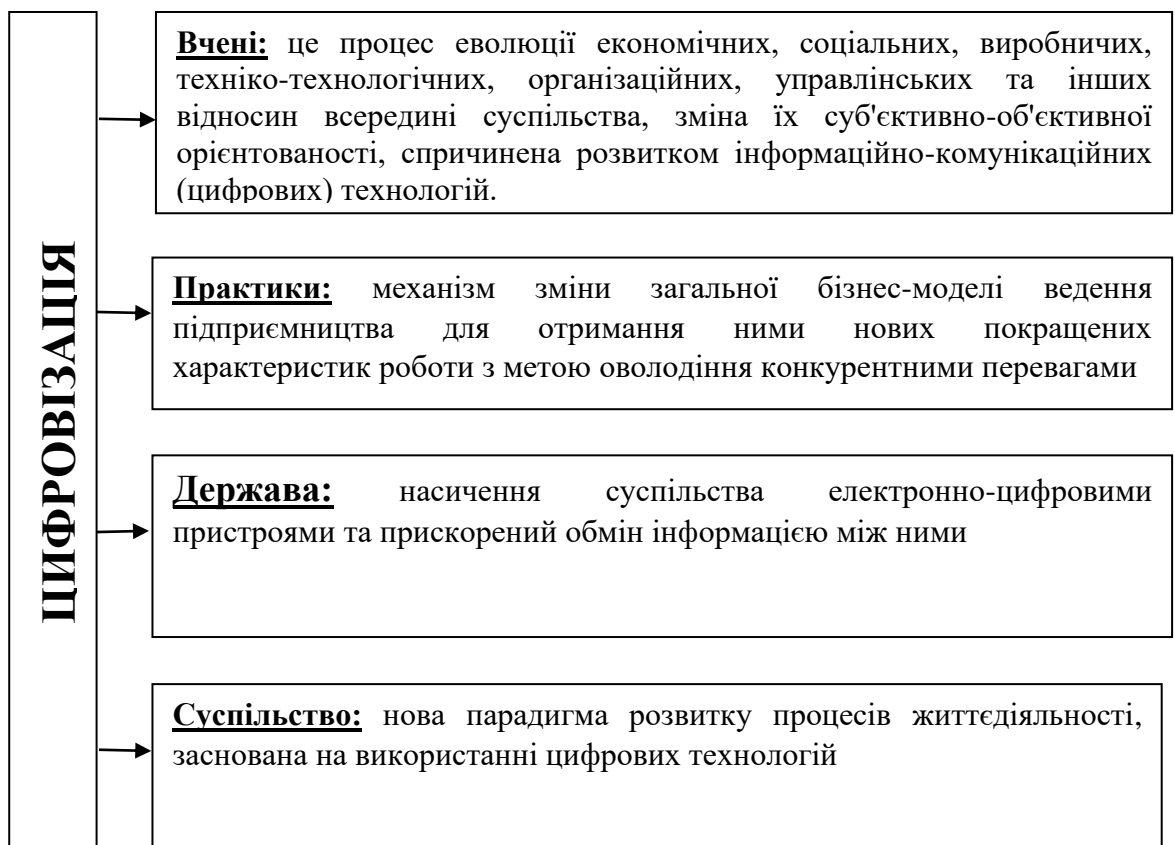 ЦИФРОВІЗАЦІЯ
Вчені: це процес еволюції економічних, соціальних, виробничих,
техніко-технологічних, організаційних, управлінських та інших
відносин всередині суспільства, зміна їх суб'єктивно-об'єктивної
орієнтованості, спричинена розвитком інформаційно-комунікаційних
(цифрових) технологій.
Практики: механізм зміни загальної бізнес-моделі ведення
підприємництва для отримання ними нових покращених
характеристик роботи з метою оволодіння конкурентними перевагами
Держава: насичення суспільства електронно-цифровими
пристроями та прискорений обмін інформацією між ними
Суспільство: нова парадигма розвитку процесів життєдіяльності,
заснована на використанні цифрових технологій